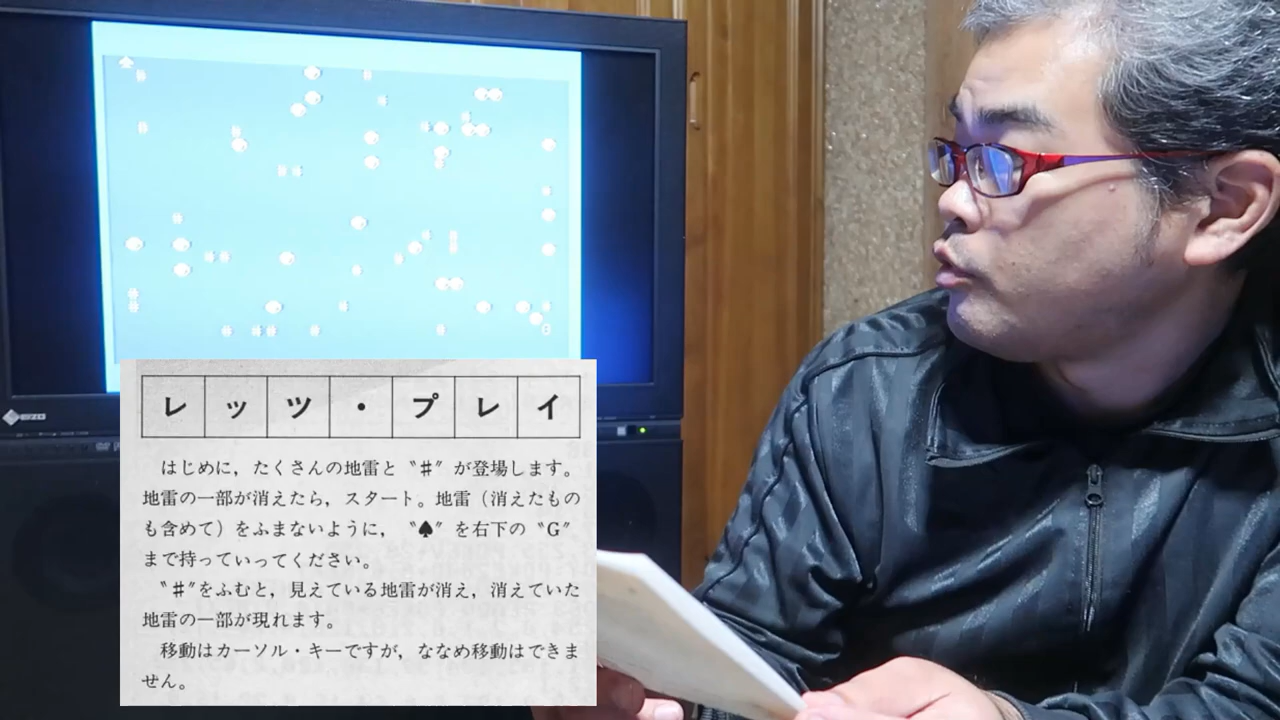 EIZO
レッツ・プレイ
はじめに，たくさんの地雷と〝♯〞が登場します。
地雷の一部が消えたら，スタート。地雷（消えたもの
も含めて）をふまないように，〝♠〞を右下の〝G〞
まで持っていってください。
〝♯〞をふむと，見えている地雷が消え，消えていた
地雷の一部が現れます。
移動はカーソル・キーですが，ななめ移動はできま
せん。